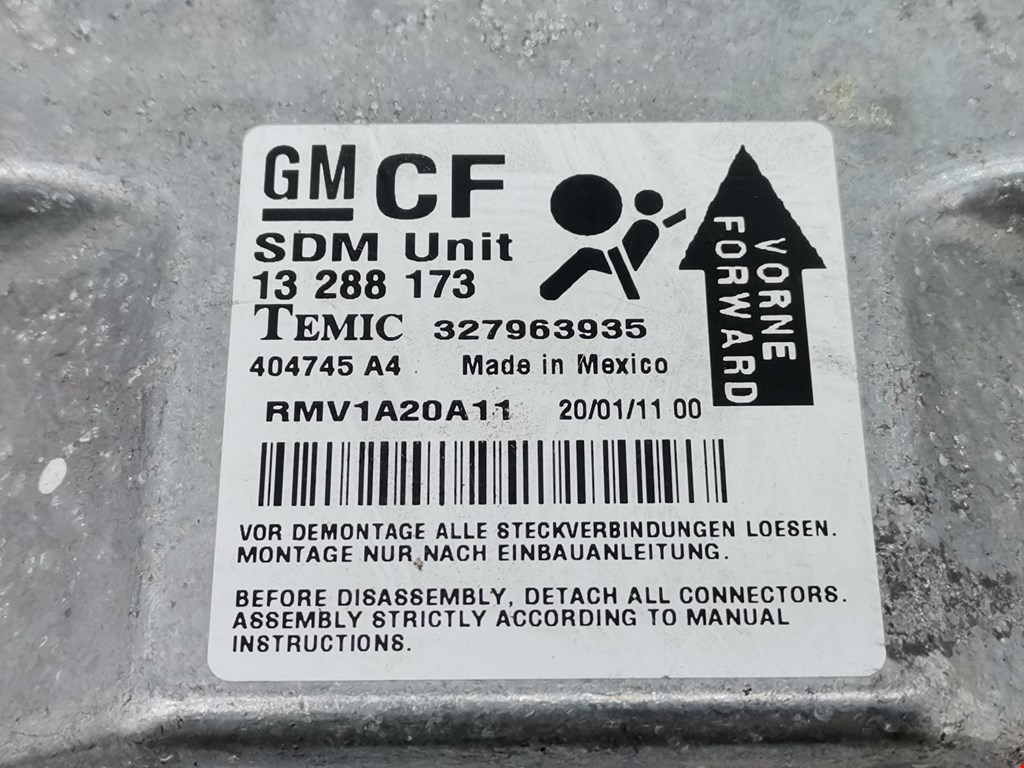 GM CF
SDM Unit
13 288 173
TEMIC 327963935
404745 A4 Made in Mexico
RMV1A20A11 20/01/11 00
VORNE
FORWARD
VOR DEMONTAGE ALLE STECKVERBINDUNGEN LOESEN.
MONTAGE NUR NACH EINBAUANLEITUNG.
BEFORE DISASSEMBLY, DETACH ALL CONNECTORS.
ASSEMBLY STRICTLY ACCORDING TO MANUAL
INSTRUCTIONS.